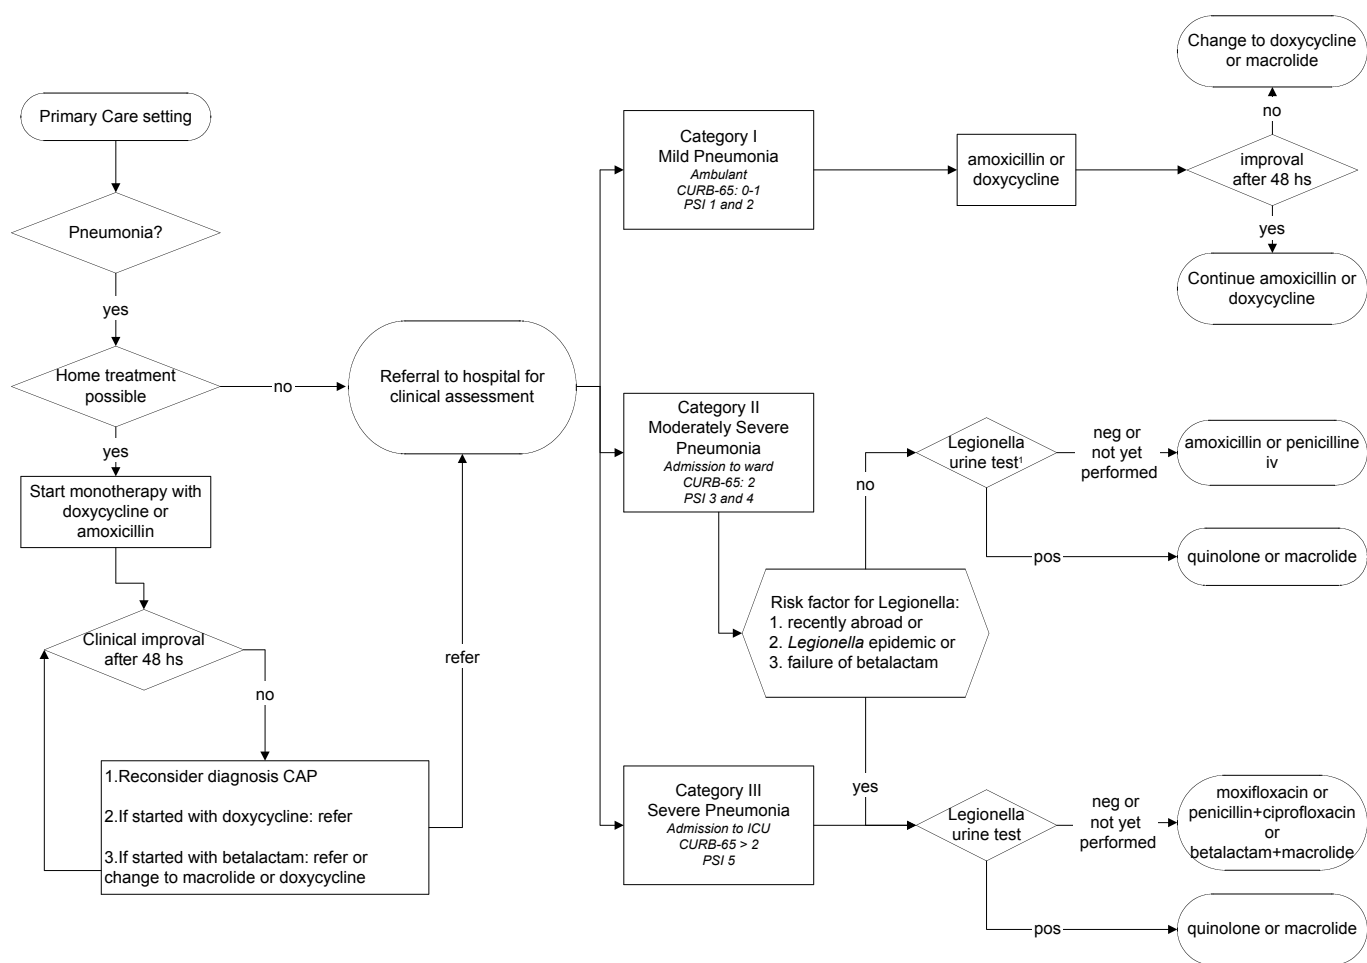 Primary Care setting
Pneumonia?
yes
Home treatment
possible
no
yes
Start monotherapy with
doxycycline or
amoxicillin
Clinical improval
after 48 hs
no
1.Reconsider diagnosis CAP
2.If started with doxycycline: refer
3.If started with betalactam: refer or
change to macrolide or doxycycline
refer
Referral to hospital for
clinical assessment
Category I
Mild Pneumonia
Ambulant
CURB-65: 0-1
PSI 1 and 2
amoxicillin or
doxycycline
improval
after 48 hs
no
Change to doxycycline
or macrolide
yes
Continue amoxicillin or
doxycycline
Category II
Moderately Severe
Pneumonia
Admission to ward
CURB-65: 2
PSI 3 and 4
Risk factor for Legionella:
1. recently abroad or
2. Legionella epidemic or
3. failure of betalactam
no
Legionella
urine test¹
neg or
not yet
performed
amoxicillin or penicilline
iv
pos
quinolone or macrolide
yes
Category III
Severe Pneumonia
Admission to ICU
CURB-65 > 2
PSI 5
Legionella
urine test
neg or
not yet
performed
moxifloxacin or
penicillin+ciprofloxacin
or
betalactam+macrolide
pos
quinolone or macrolide